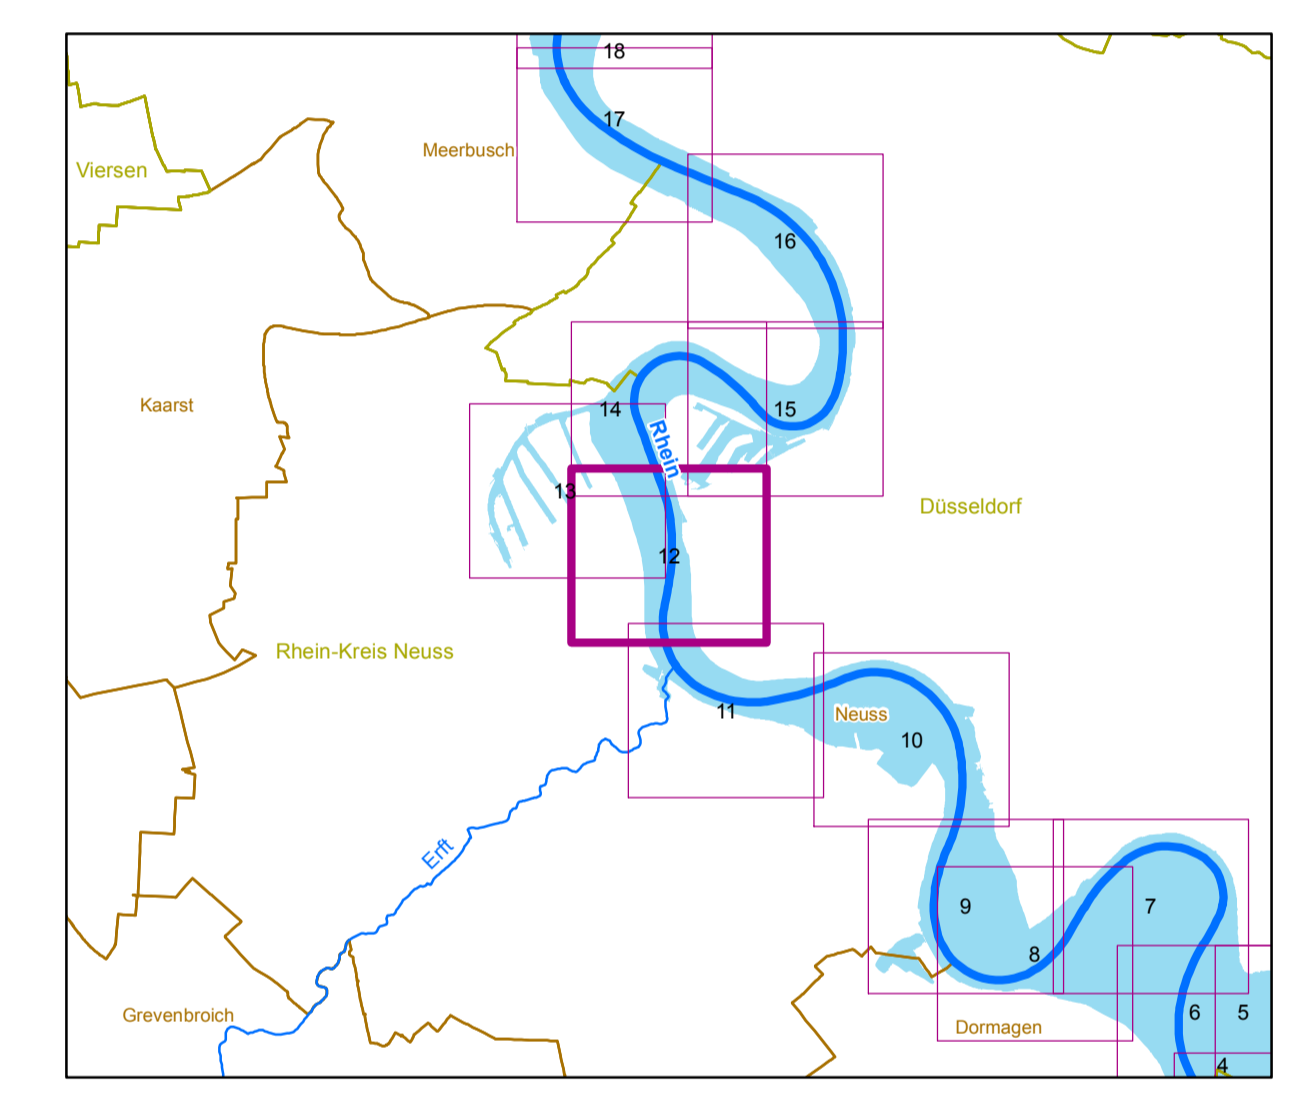 18
17
Meerbusch
Viersen
16
Kaarst
14
15
Rhein
13
Düsseldorf
12
Rhein-Kreis Neuss
11
Neuss
10
Erft
9
7
8
Grevenbroich
Dormagen
6
5
4